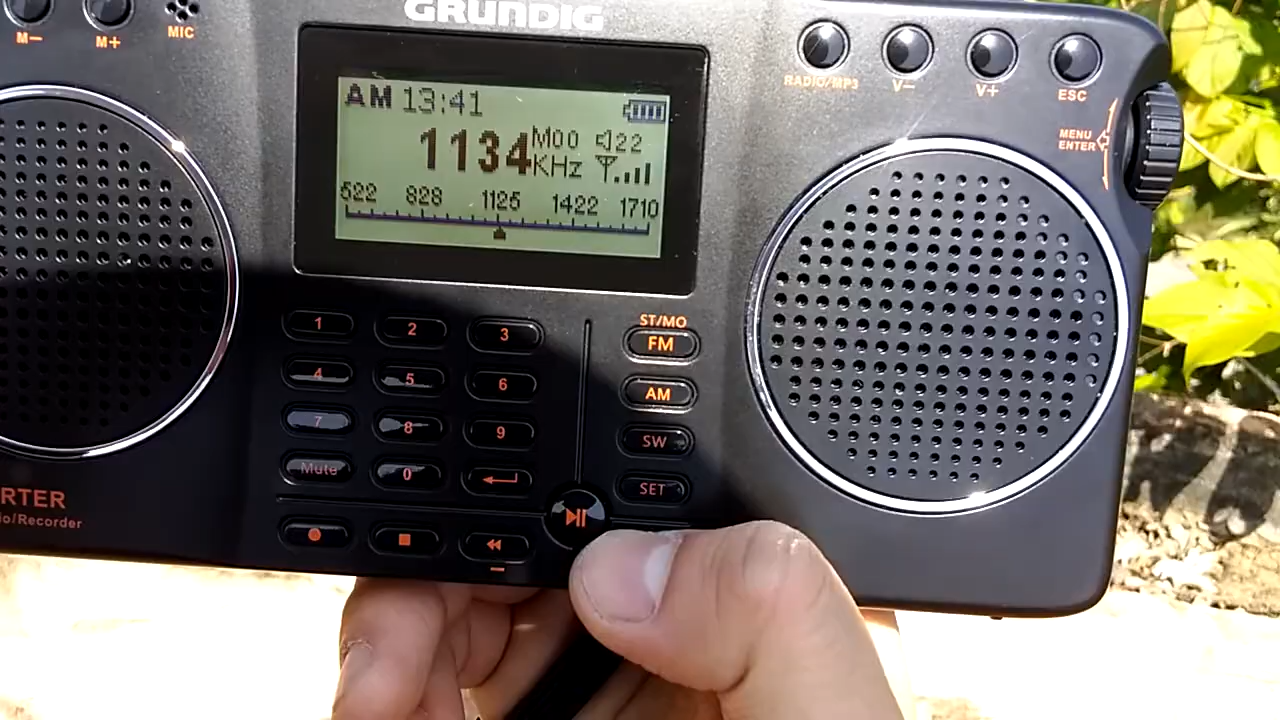 GRUNDIG
M−
M+
MIC
RADIO/MP3
V−
V+
ESC
MENU
ENTER
AM 13:41
1134
M00
22
KHz
522 828 1125 1422 1710
1 2 3
4 5 6
7 8 9
Mute 0
ST/MO
FM
AM
SW
SET
RTER
io/Recorder